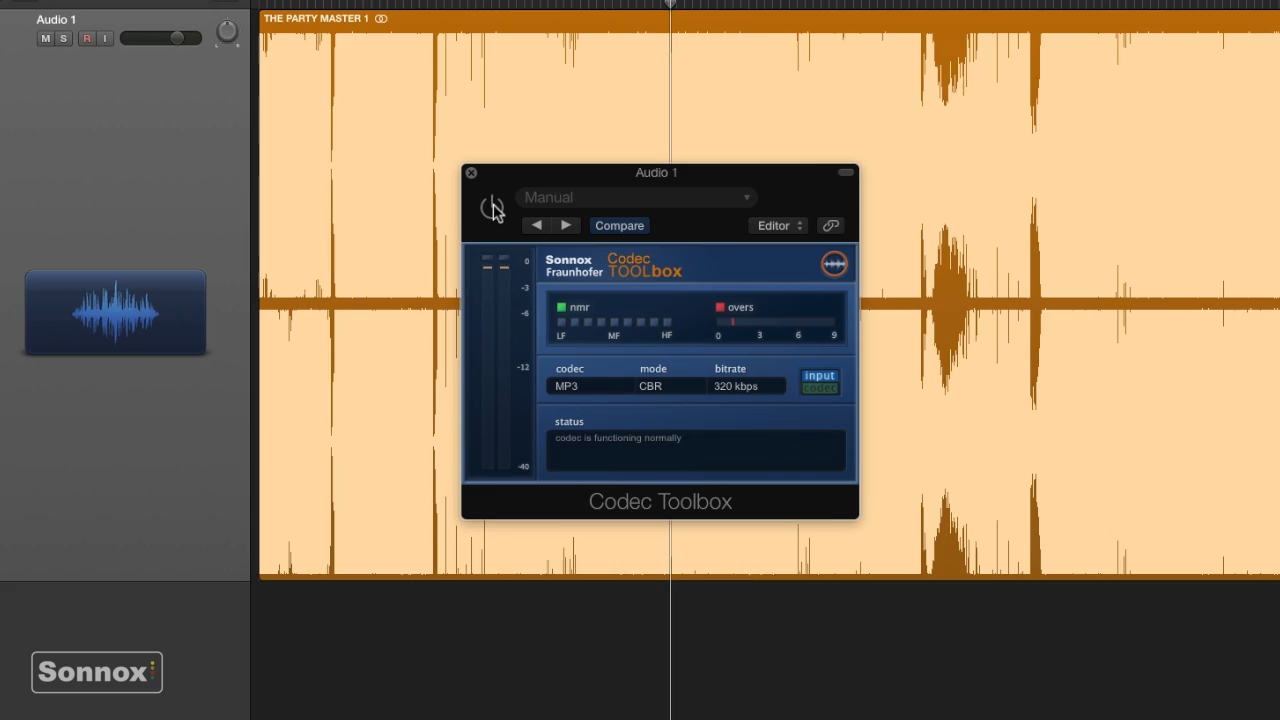 Audio 1
M S R I
THE PARTY MASTER 1
Audio 1
Manual
Compare
Editor
Sonnox
Fraunhofer
Codec
TOOLbox
0
-3
-6
-12
-40
nmr
LF MF HF
overs
0 3 6 9
codec mode bitrate
MP3 CBR 320 kbps
input
codec
status
codec is functioning normally
Codec Toolbox
Sonnox